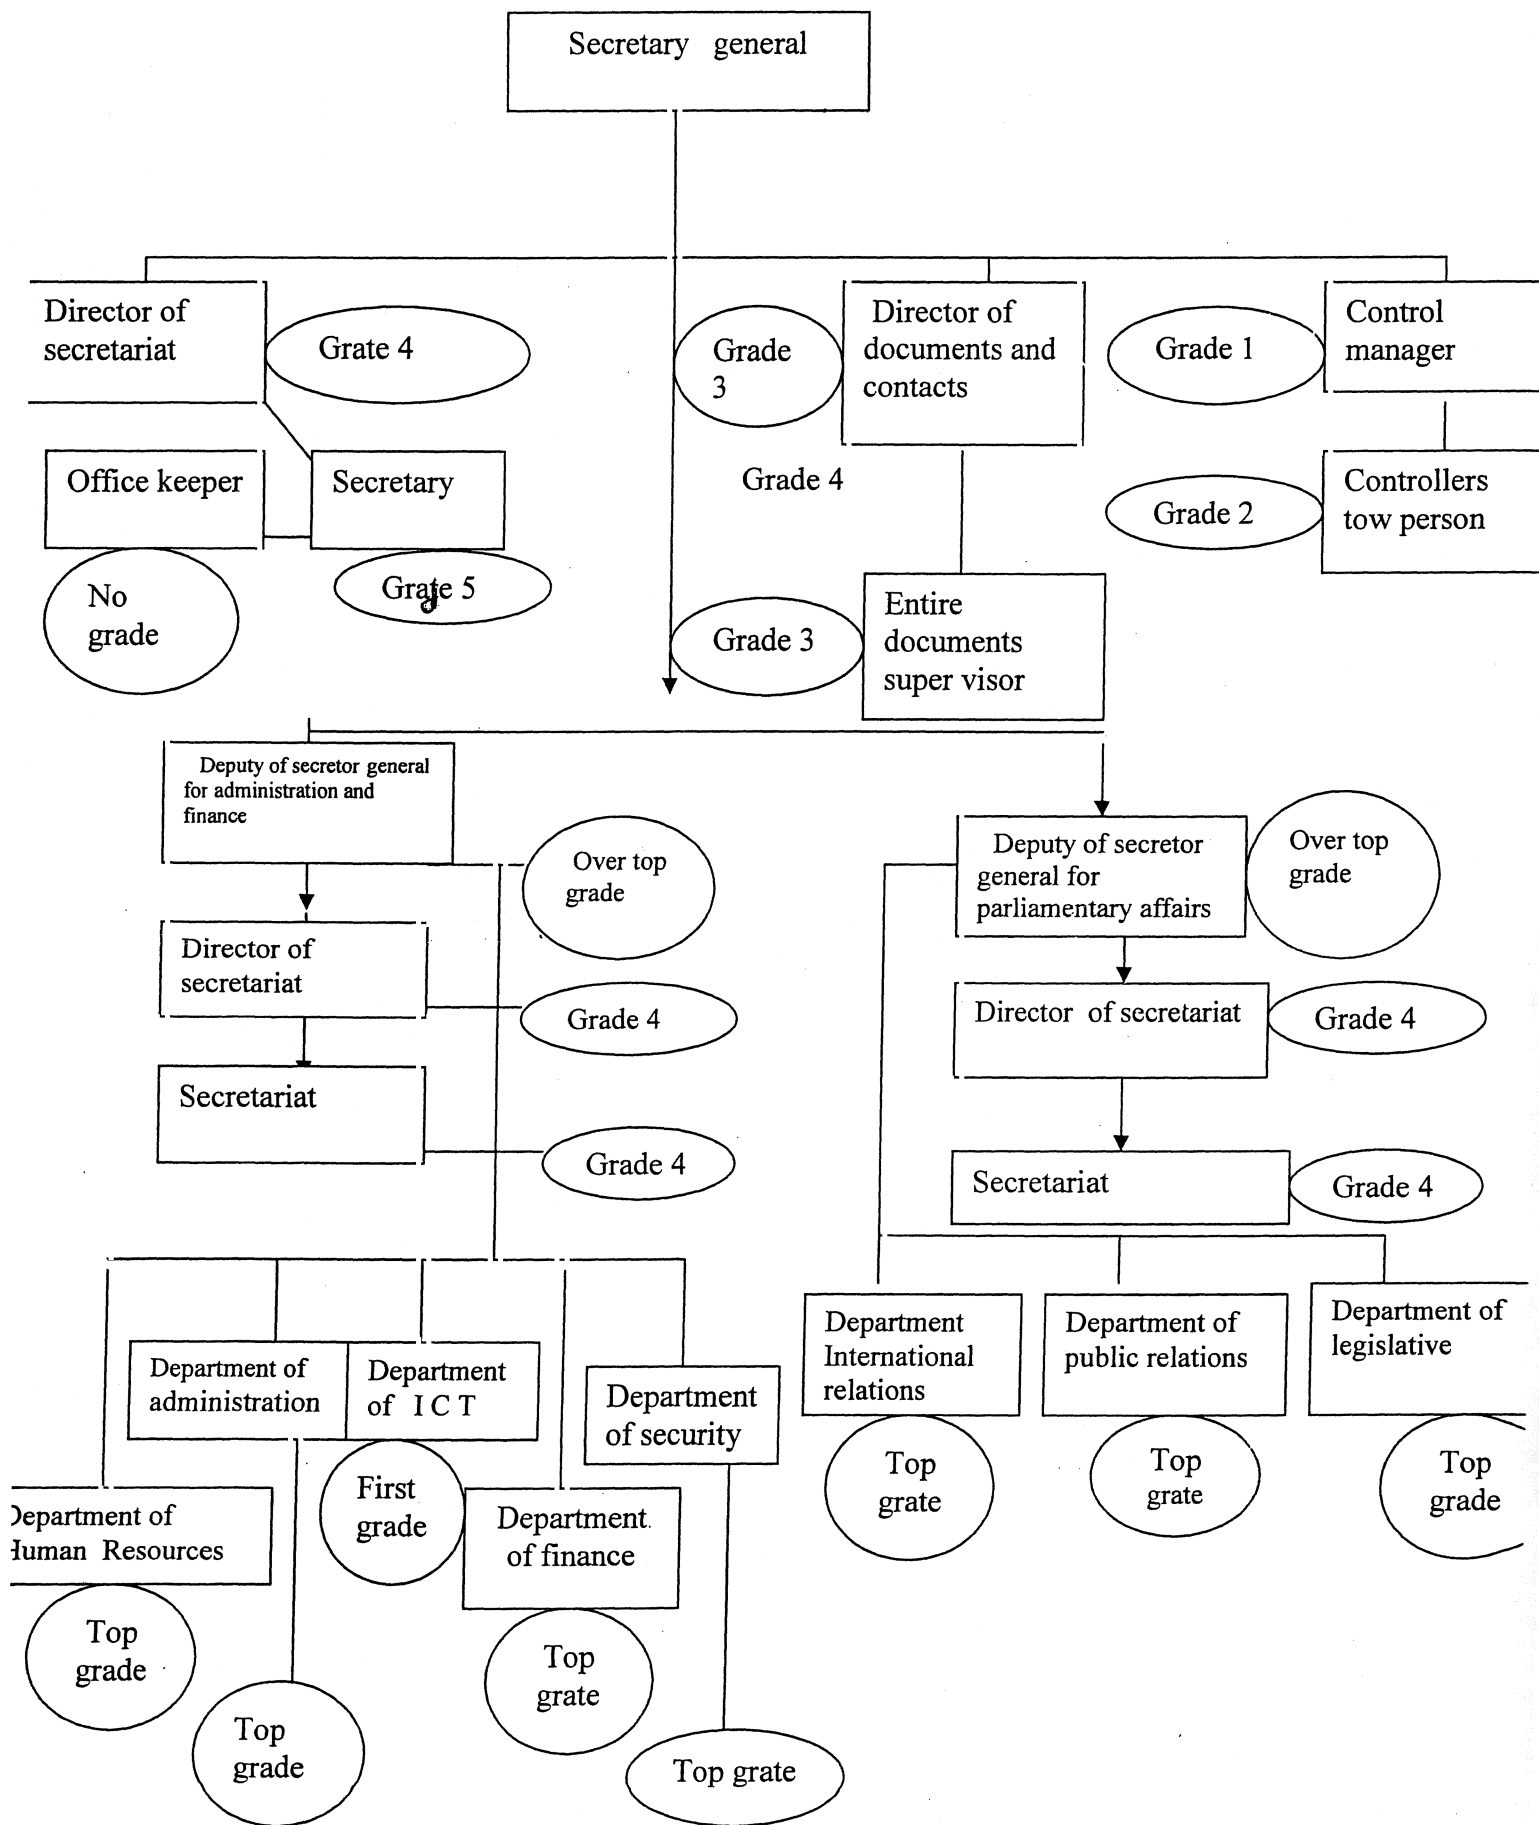 Secretary general
Director of
secretariat
Grate 4
Grade
3
Director of
documents and
contacts
Grade 1
Control
manager
Office keeper
Secretary
Grade 4
Grade 2
Controllers
tow person
No
grade
Grate 5
Grade 3
Entire
documents
super visor
Deputy of secretor general
for administration and
finance
Over top
grade
Deputy of secretor
general for
parliamentary affairs
Over top
grade
Director of
secretariat
Grade 4
Director of secretariat
Grade 4
Secretariat
Grade 4
Secretariat
Grade 4
Department of
administration
Department
of I C T
Department
of security
Department
International
relations
Department of
public relations
Department of
legislative
Department of
Human Resources
First
grade
Department
of finance
Top
grate
Top
grate
Top
grade
Top
grade
Top
grade
Top
grate
Top grate